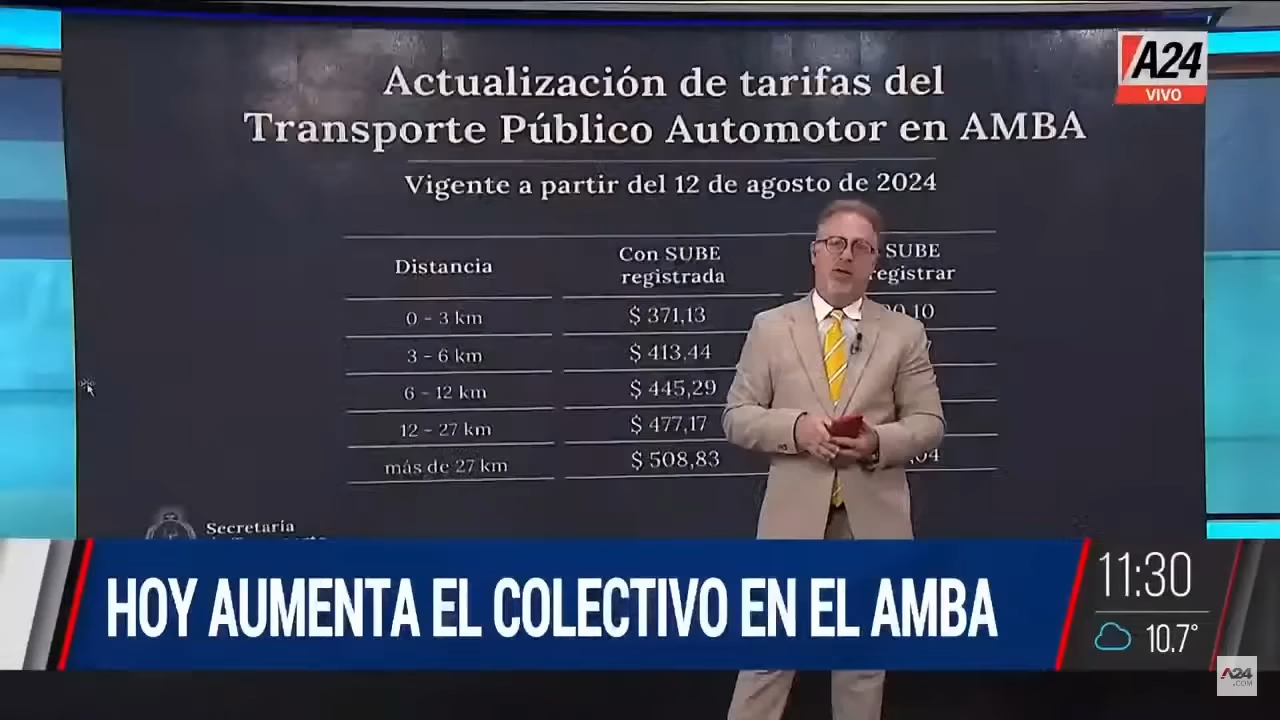 A24
VIVO
Actualización de tarifas del
Transporte Público Automotor en AMBA
Vigente a partir del 12 de agosto de 2024
Distancia
Con SUBE
registrada
SUBE
registrar
0 - 3 km
$ 371,13
3 - 6 km
$ 413,44
6 - 12 km
$ 445,29
12 - 27 km
$ 477,17
más de 27 km
$ 508,83
Secretaría
HOY AUMENTA EL COLECTIVO EN EL AMBA
11:30
10.7°
A24
.COM